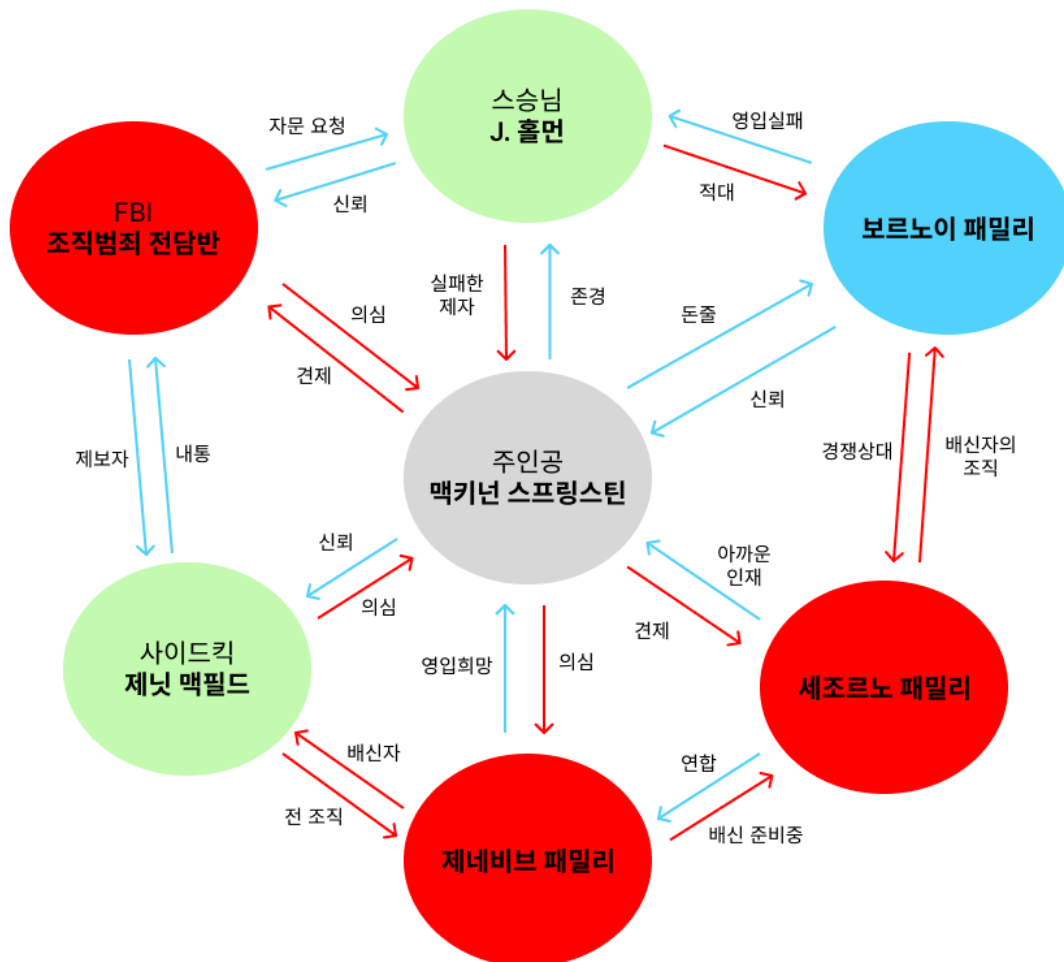 스승님
J. 홀먼
자문 요청
영입실패
신뢰
적대
FBI
조직범죄 전담반
보르노이 패밀리
실패한
제자
존경
의심
돈줄
견제
신뢰
제보자
내통
경쟁상대
배신자의
조직
주인공
맥키넌 스프링스틴
신뢰
아까운
인재
의심
견제
사이드킥
제닛 맥필드
영입희망
의심
세조르노 패밀리
배신자
연합
전 조직
배신 준비중
제네비브 패밀리